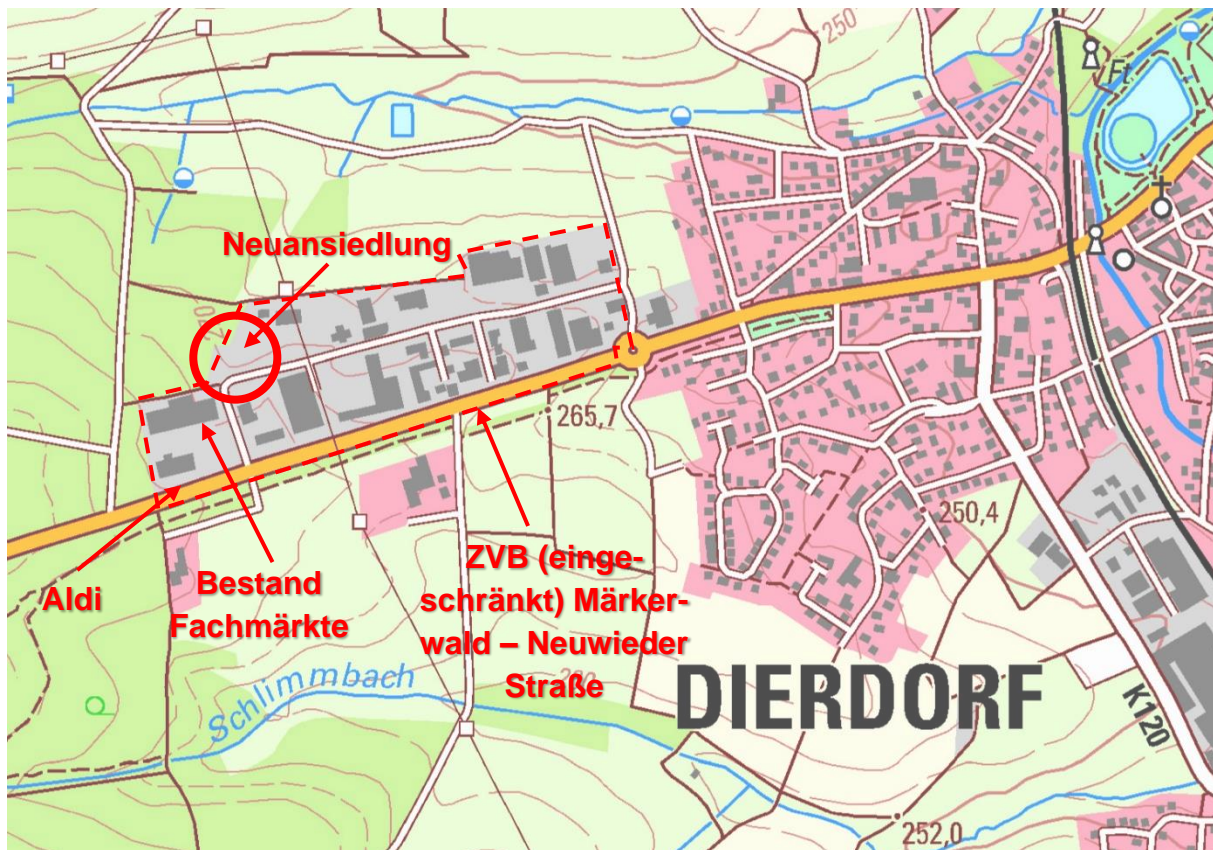 250
Ft
Neuansiedlung
265,7
250,4
Aldi
Bestand
Fachmärkte
ZVB (einge-
schränkt) Märker-
wald – Neuwieder
Straße
Schlimmbach
DIERDORF
K120
252,0